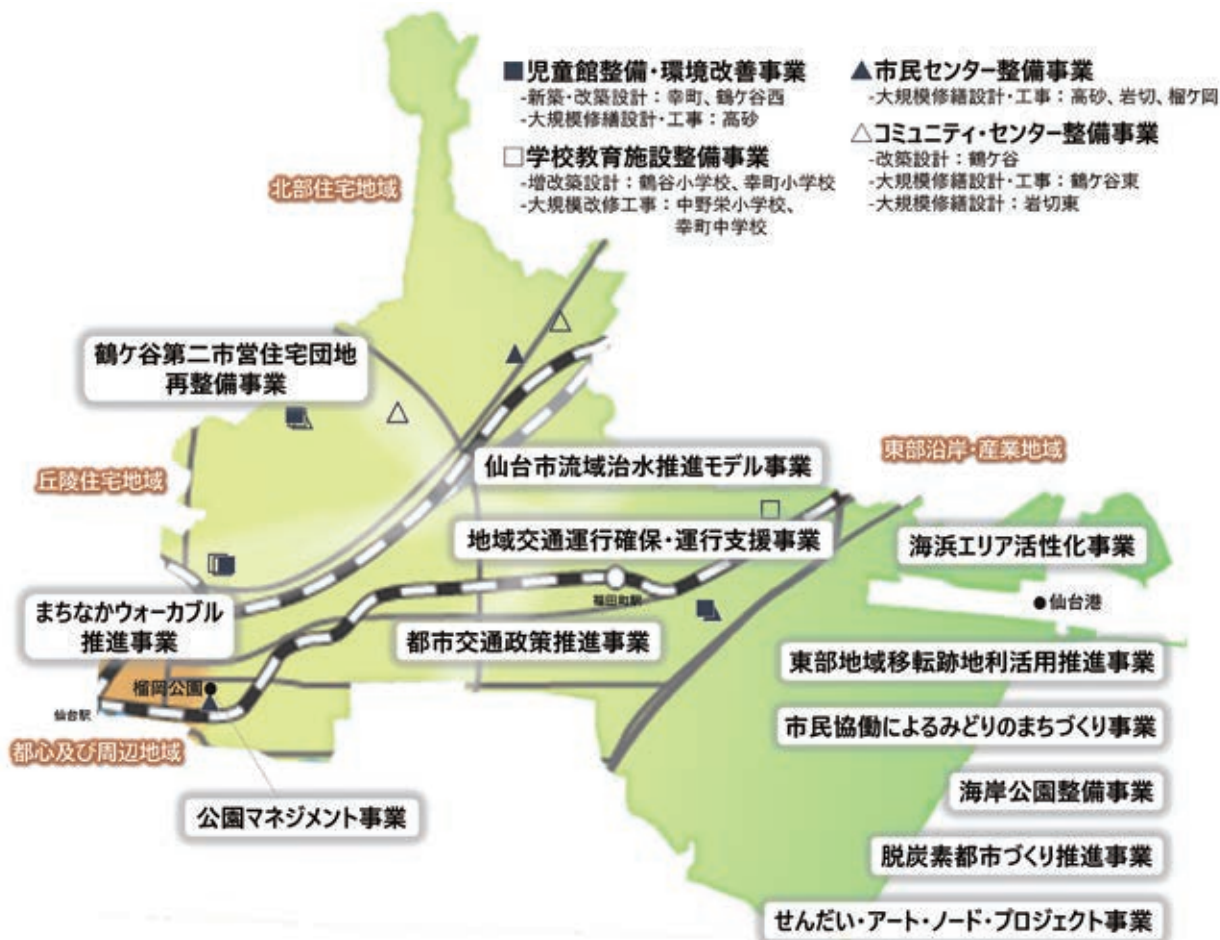 ■児童館整備・環境改善事業
-新築・改築設計：幸町、鶴ケ谷西
-大規模修繕設計・工事：高砂
□学校教育施設整備事業
-増改築設計：鶴谷小学校、幸町小学校
-大規模改修工事：中野栄小学校、
幸町中学校
▲市民センター整備事業
-大規模修繕設計・工事：高砂、岩切、榴ケ岡
△コミュニティ・センター整備事業
-改築設計：鶴ケ谷
-大規模修繕設計・工事：鶴ケ谷東
-大規模修繕設計：岩切東
北部住宅地域
鶴ケ谷第二市営住宅団地
再整備事業
丘陵住宅地域
仙台市流域治水推進モデル事業
東部沿岸・産業地域
地域交通運行確保・運行支援事業
海浜エリア活性化事業
福田町駅
●仙台港
まちなかウォーカブル
推進事業
都市交通政策推進事業
東部地域移転跡地利活用推進事業
榴岡公園●
仙台駅
市民協働によるみどりのまちづくり事業
都心及び周辺地域
海岸公園整備事業
公園マネジメント事業
脱炭素都市づくり推進事業
せんだい・アート・ノード・プロジェクト事業